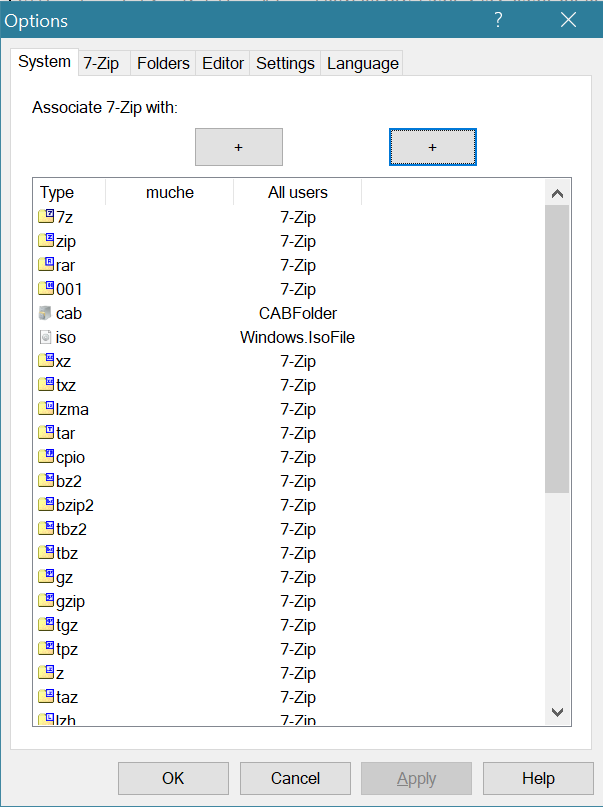 Options ?
System 7-Zip Folders Editor Settings Language
Associate 7-Zip with:
+ +
Type muche All users
7z 7-Zip
zip 7-Zip
rar 7-Zip
001 7-Zip
cab CABFolder
iso Windows.IsoFile
xz 7-Zip
txz 7-Zip
lzma 7-Zip
tar 7-Zip
cpio 7-Zip
bz2 7-Zip
bzip2 7-Zip
tbz2 7-Zip
tbz 7-Zip
gz 7-Zip
gzip 7-Zip
tgz 7-Zip
tpz 7-Zip
z 7-Zip
taz 7-Zip
lzh 7-Zip
OK Cancel Apply Help